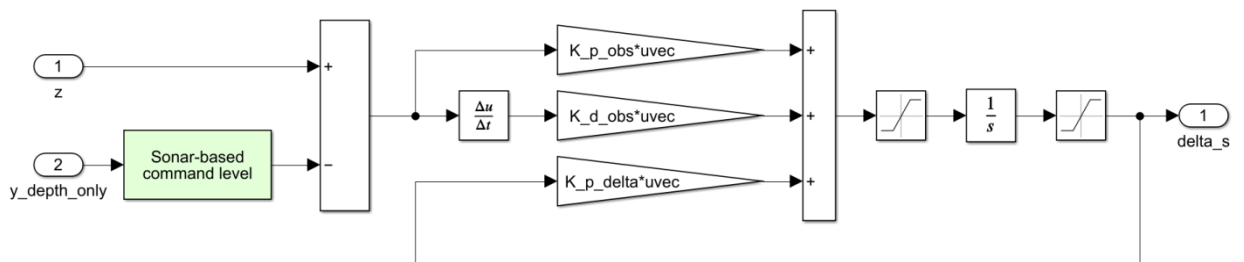 1
z
+
−
2
y_depth_only
Sonar-based
command level
Δu
Δt
K_p_obs*uvec
K_d_obs*uvec
K_p_delta*uvec
+
+
+
1
s
1
delta_s